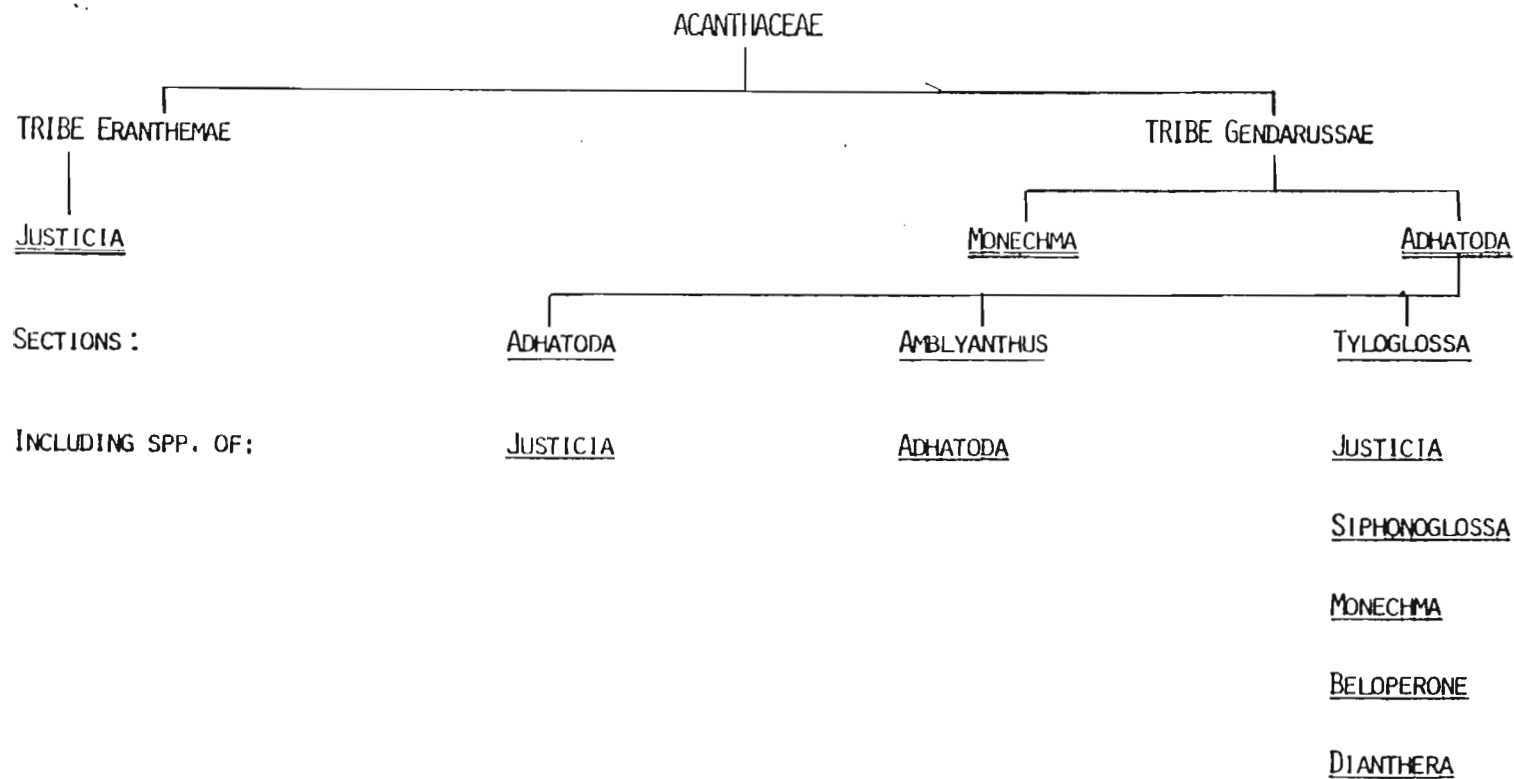 ACANTHACEAE
TRIBE ERANTHEMAE TRIBE GENDARUSSAE
JUSTICIA MONECHMA ADHATODA
SECTIONS: ADHATODA AMBLYANTHUS TYLOGLOSSA
INCLUDING SPP. OF: JUSTICIA ADHATODA JUSTICIA
SIPHONOGLOSSA
MONECHMA
BELOPERONE
DIANTHERA